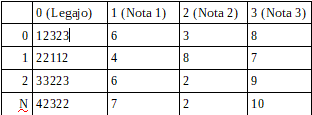 0 (Legajo) 1 (Nota 1) 2 (Nota 2) 3 (Nota 3)
0 12323 6 3 8
1 22112 4 8 7
2 33223 6 2 9
N 42322 7 2 10